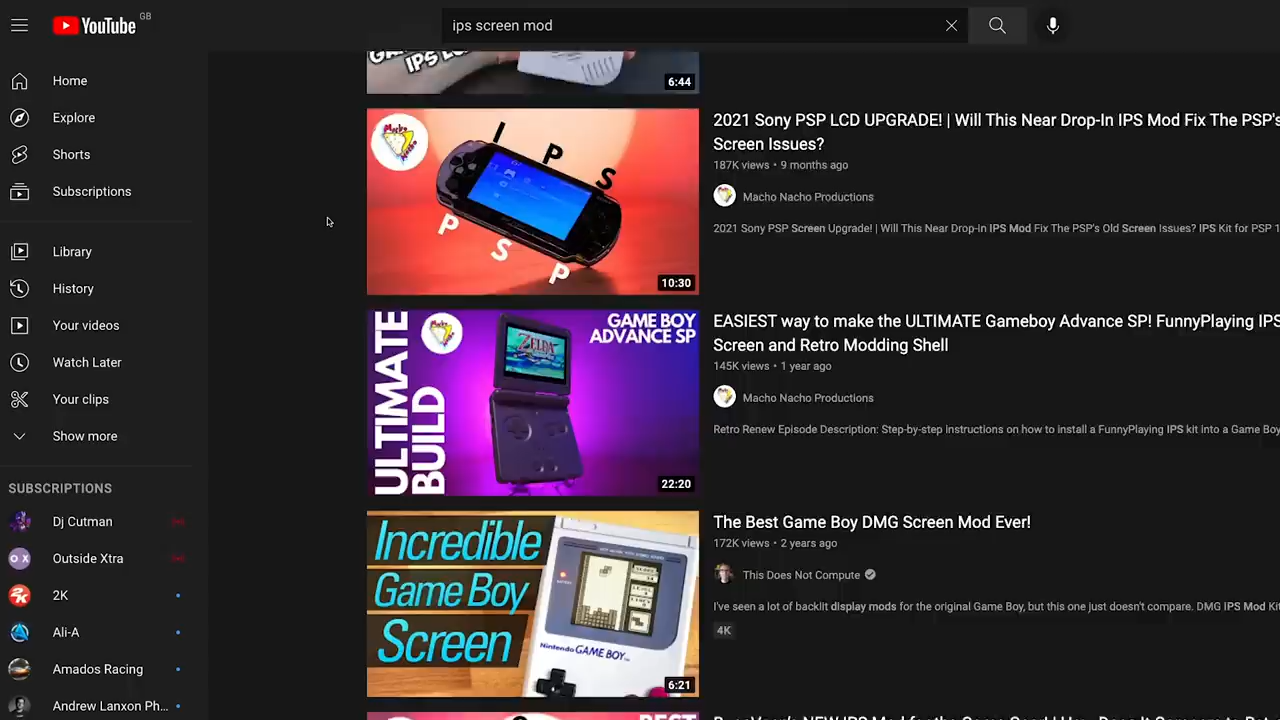 YouTube GB
ips screen mod
Home
Explore
Shorts
Subscriptions
Library
History
Your videos
Watch Later
Your clips
Show more
SUBSCRIPTIONS
Dj Cutman
Outside Xtra
2K
Ali-A
Amados Racing
Andrew Lanxon Ph...
IPS LCD
6:44
Macho Nacho
I P S
P S P
10:30
2021 Sony PSP LCD UPGRADE! | Will This Near Drop-In IPS Mod Fix The PSP's
Screen Issues?
187K views • 9 months ago
Macho Nacho Productions
2021 Sony PSP Screen Upgrade! | Will This Near Drop-In IPS Mod Fix The PSP's Old Screen Issues? IPS Kit for PSP 1
ULTIMATE
BUILD
GAME BOY
ADVANCE SP
ZELDA
22:20
EASIEST way to make the ULTIMATE Gameboy Advance SP! FunnyPlaying IPS
Screen and Retro Modding Shell
145K views • 1 year ago
Macho Nacho Productions
Retro Renew Episode Description: Step-by-step instructions on how to install a FunnyPlaying IPS kit into a Game Boy
Incredible
Game Boy
Screen
Nintendo GAME BOY
6:21
The Best Game Boy DMG Screen Mod Ever!
172K views • 2 years ago
This Does Not Compute
I've seen a lot of backlit display mods for the original Game Boy, but this one just doesn't compare. DMG IPS Mod Kit
4K
BEST